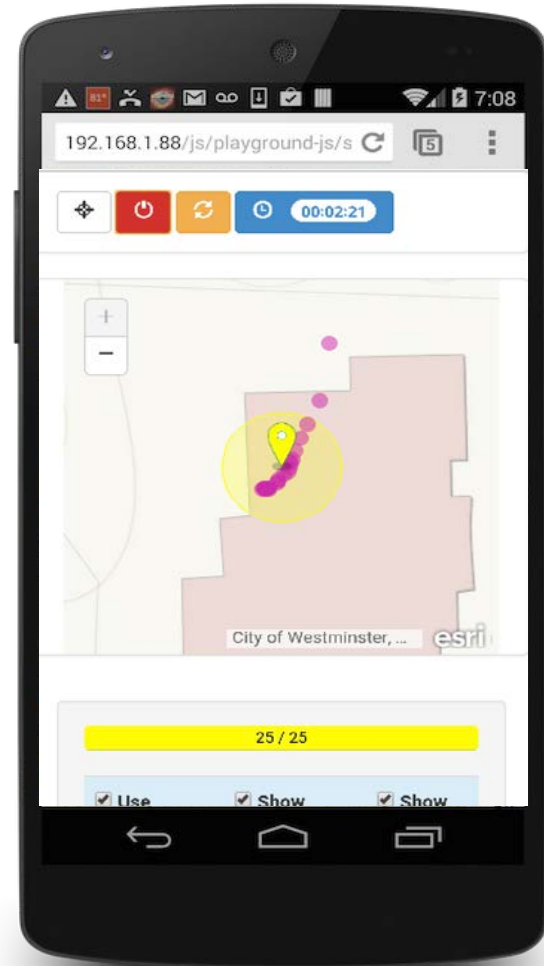 81°
7:08
192.168.1.88/js/playground-js/s
5
00:02:21
+
−
City of Westminster, ...
esri
25 / 25
Use Show Show